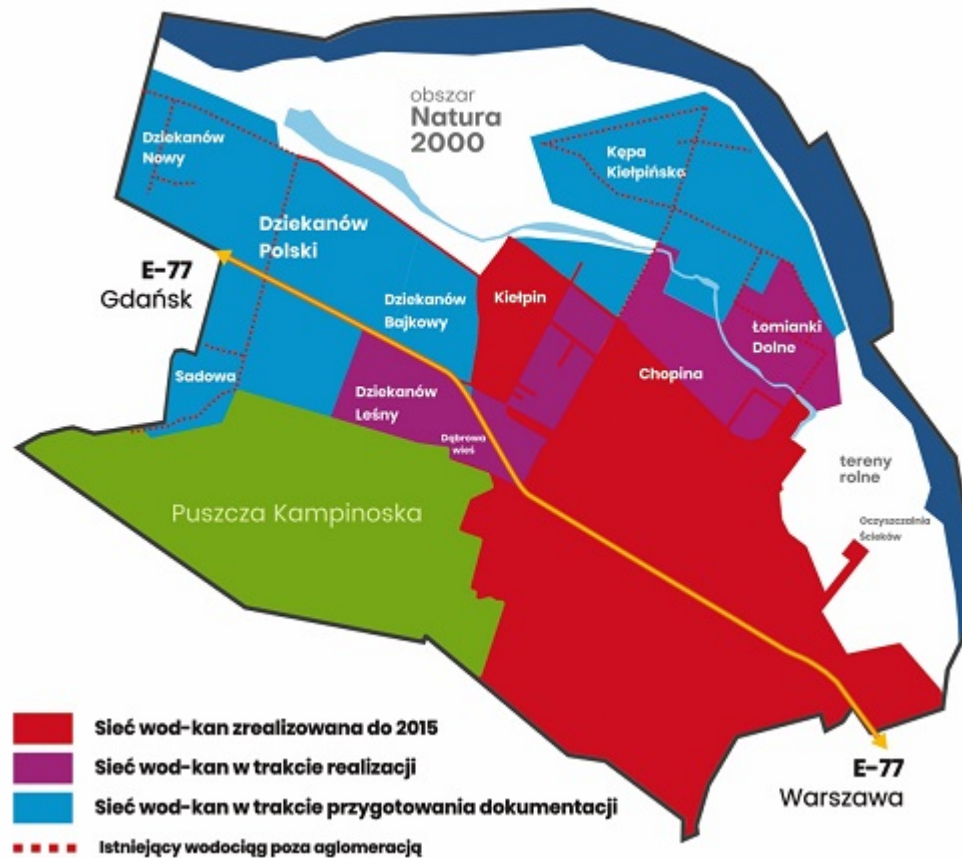 obszar
Natura
2000
Dziekanów
Nowy
Kępa
Kiełpińska
Dziekanów
Polski
E-77
Gdańsk
Dziekanów
Bajkowy
Kiełpin
Łomianki
Dolne
Sadowa
Chopina
Dziekanów
Leśny
Dąbrowa
wieś
tereny
rolne
Puszcza Kampinoska
Oczyszczalnia
Ścieków
Sieć wod-kan zrealizowana do 2015
Sieć wod-kan w trakcie realizacji
Sieć wod-kan w trakcie przygotowania dokumentacji
Istniejący wodociąg poza aglomeracją
E-77
Warszawa